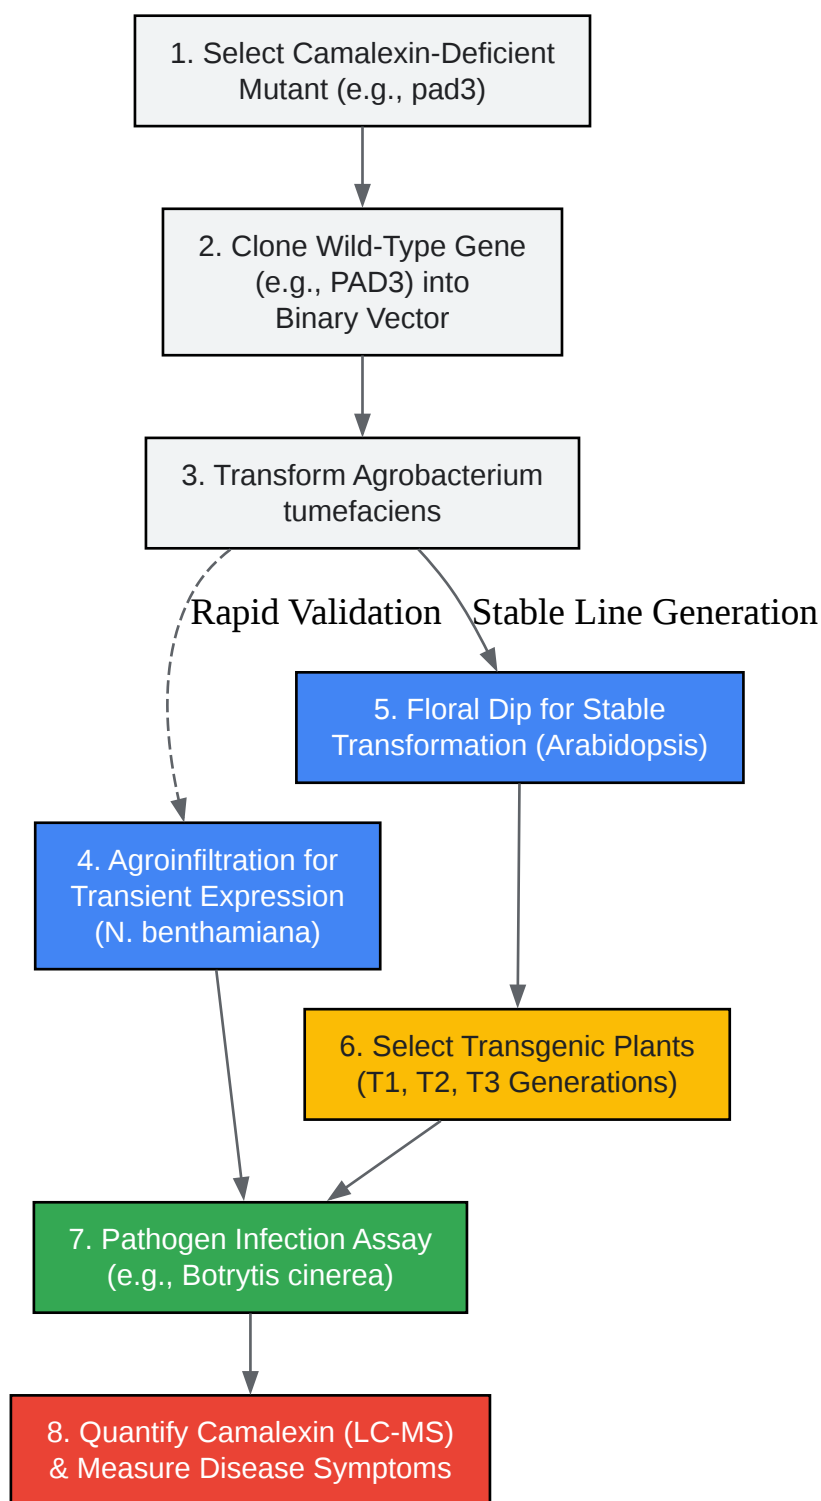 1. Select Camalexin-Deficient
Mutant (e.g., pad3)
2. Clone Wild-Type Gene
(e.g., PAD3) into
Binary Vector
3. Transform Agrobacterium
tumefaciens
Rapid Validation
Stable Line Generation
5. Floral Dip for Stable
Transformation (Arabidopsis)
4. Agroinfiltration for
Transient Expression
(N. benthamiana)
6. Select Transgenic Plants
(T1, T2, T3 Generations)
7. Pathogen Infection Assay
(e.g., Botrytis cinerea)
8. Quantify Camalexin (LC-MS)
& Measure Disease Symptoms